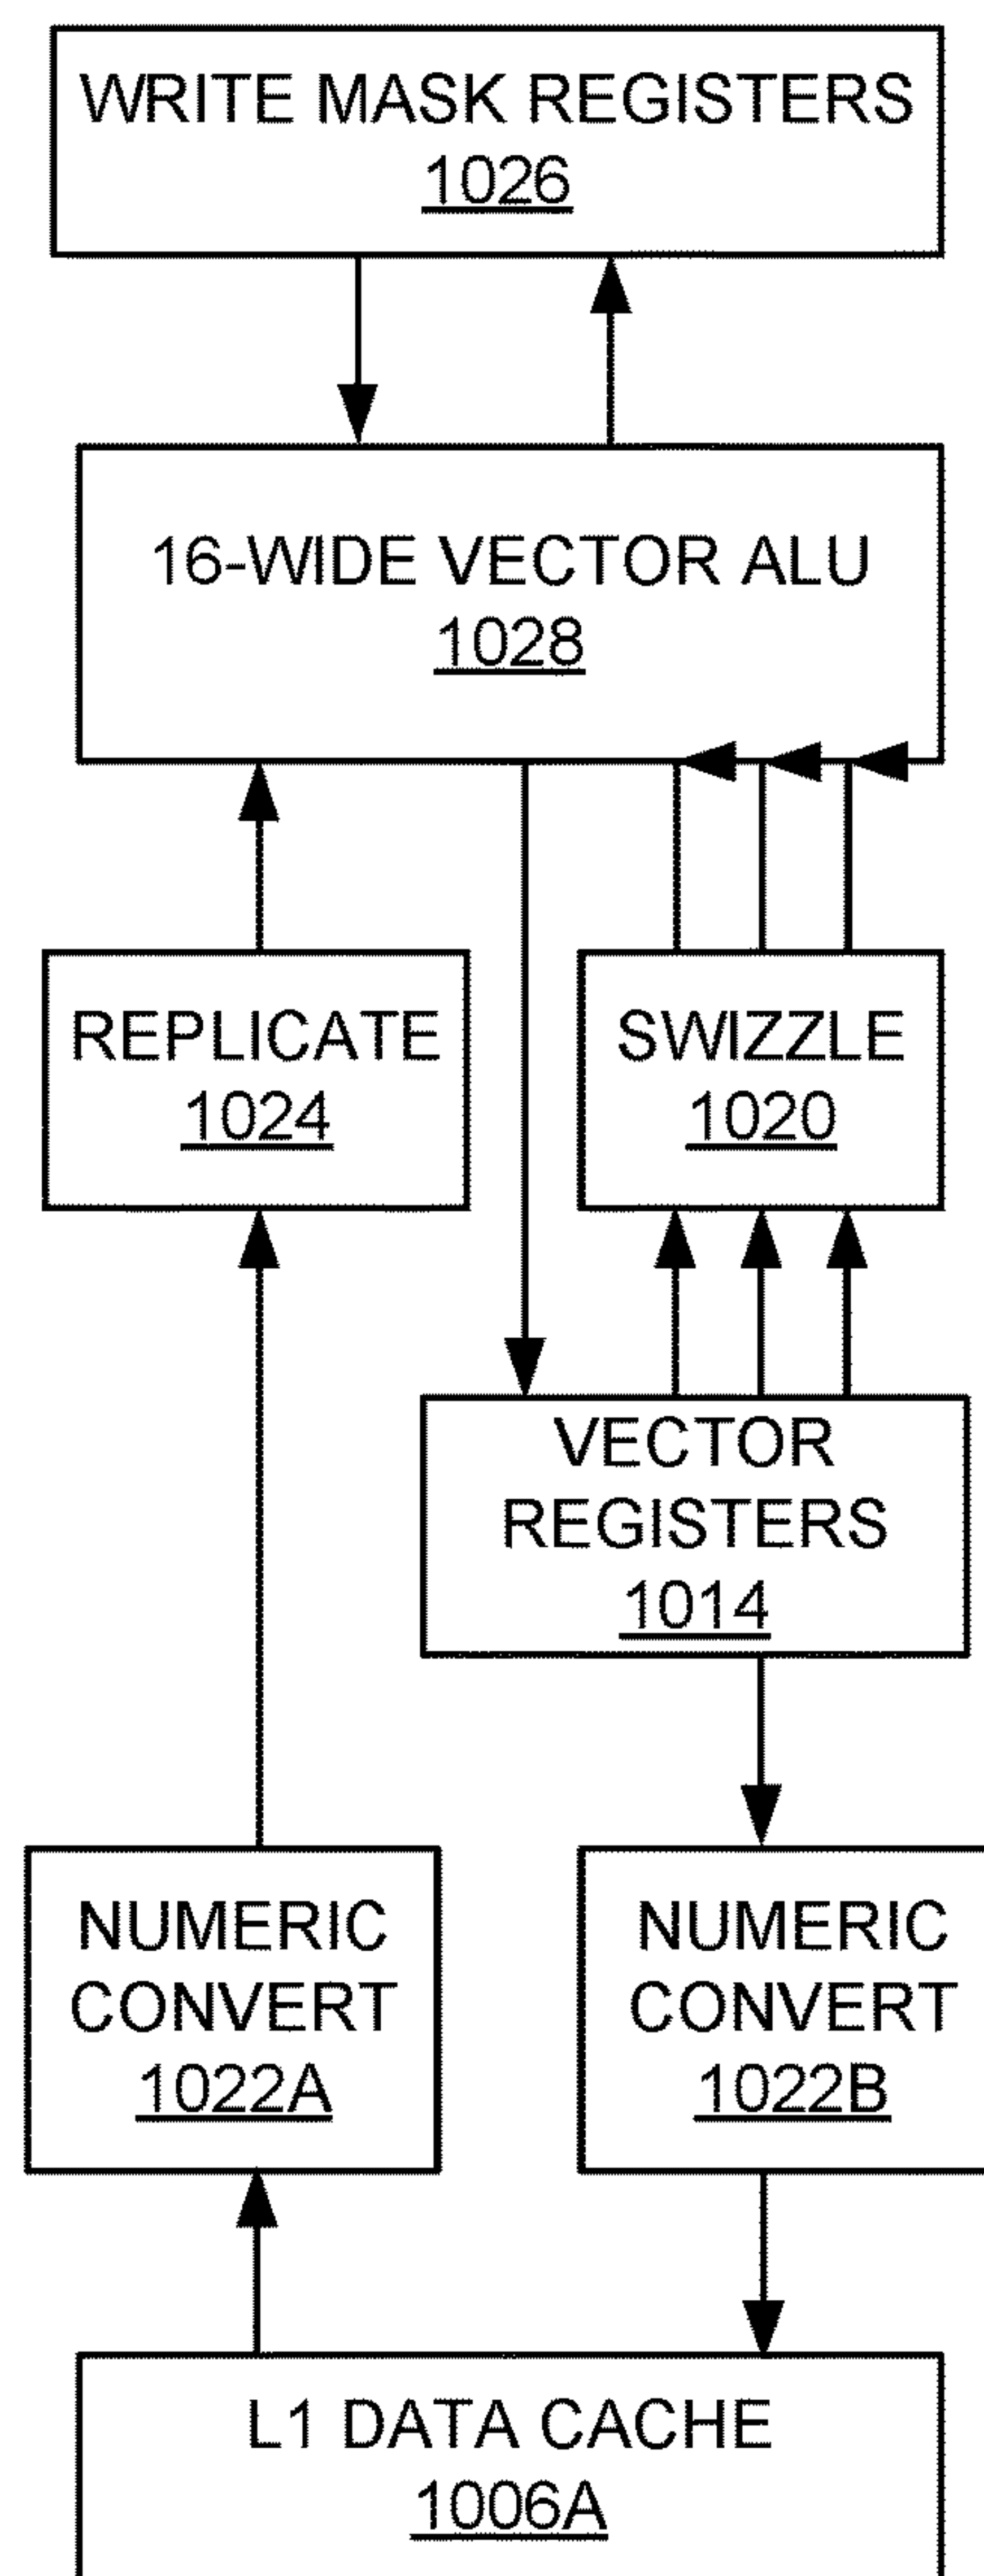 WRITE MASK REGISTERS
1026
16-WIDE VECTOR ALU
1028
REPLICATE
1024
SWIZZLE
1020
VECTOR
REGISTERS
1014
NUMERIC
CONVERT
1022A
NUMERIC
CONVERT
1022B
L1 DATA CACHE
1006A